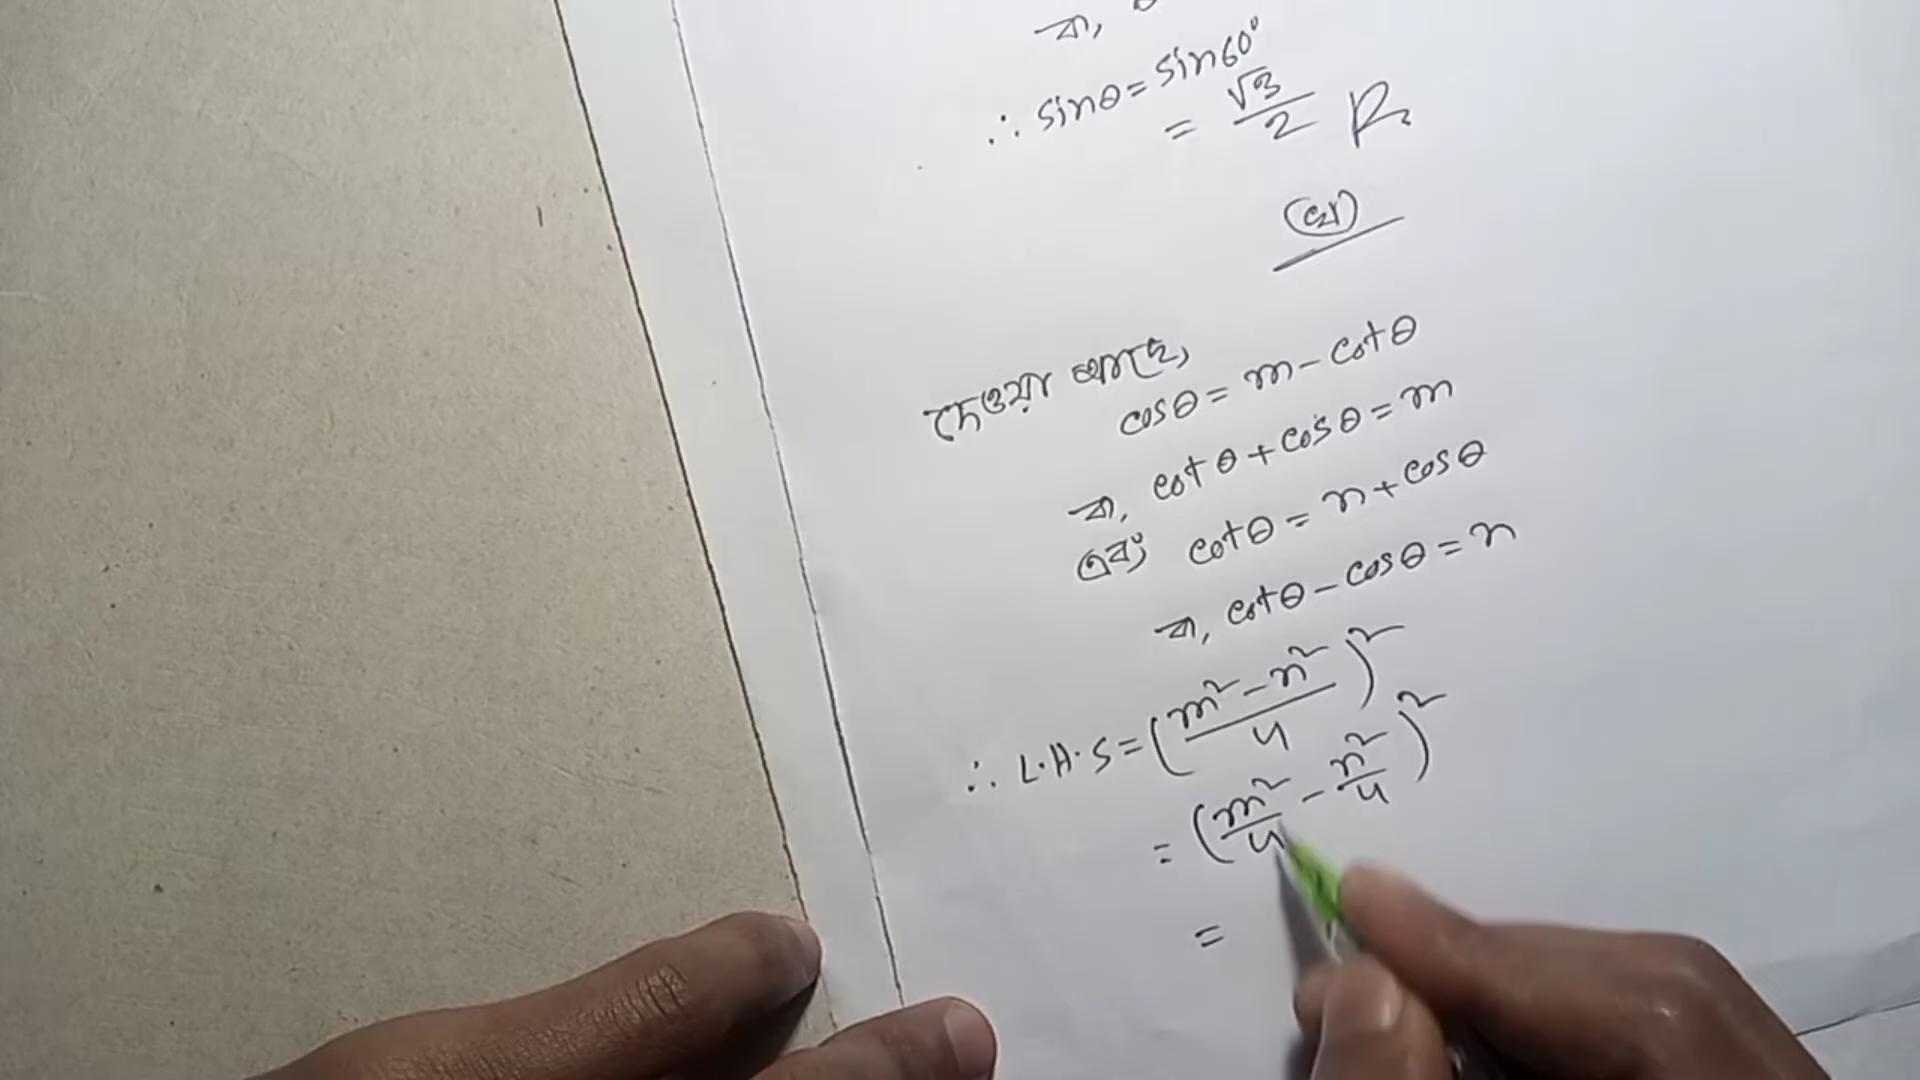 বা,
∴ sinθ = sin60°
= √3/2
(খ)
দেওয়া আছে,
cosθ = m - cotθ
বা, cotθ + cosθ = m
এবং cotθ = n + cosθ
বা, cotθ - cosθ = n
∴ L.H.S = ((m² - n²)/4)²
= (m²/4 - n²/4)²
=